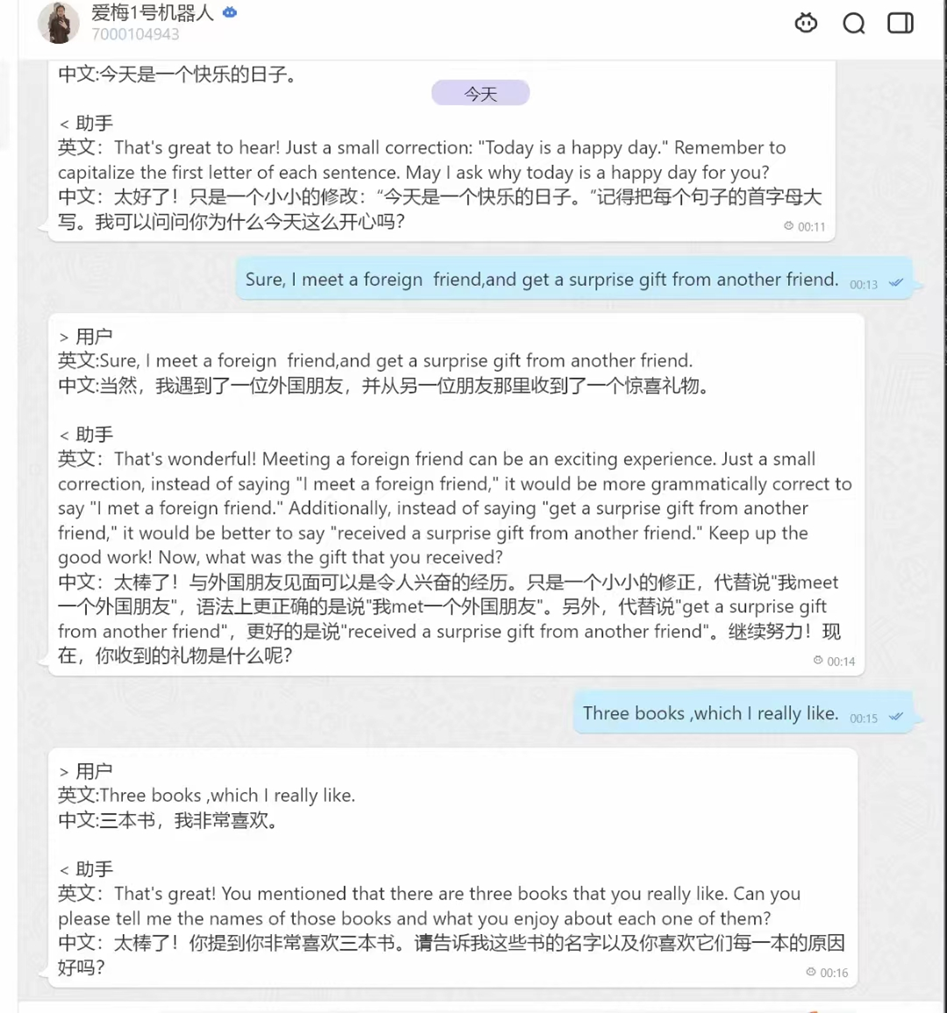 爱梅1号机器人
7000104943
中文:今天是一个快乐的日子。
今天
< 助手
英文：That's great to hear! Just a small correction: "Today is a happy day." Remember to
capitalize the first letter of each sentence. May I ask why today is a happy day for you?
中文：太好了！只是一个小小的修改：“今天是一个快乐的日子。”记得把每个句子的首字母大
写。我可以问问你为什么今天这么开心吗？
00:11
Sure, I meet a foreign  friend,and get a surprise gift from another friend.
00:13
> 用户
英文:Sure, I meet a foreign  friend,and get a surprise gift from another friend.
中文:当然，我遇到了一位外国朋友，并从另一位朋友那里收到了一个惊喜礼物。
< 助手
英文：That's wonderful! Meeting a foreign friend can be an exciting experience. Just a small
correction, instead of saying "I meet a foreign friend," it would be more grammatically correct to
say "I met a foreign friend." Additionally, instead of saying "get a surprise gift from another
friend," it would be better to say "received a surprise gift from another friend." Keep up the
good work! Now, what was the gift that you received?
中文：太棒了！与外国朋友见面可以是令人兴奋的经历。只是一个小小的修正，代替说"我meet
一个外国朋友"，语法上更正确的是说"我met一个外国朋友"。另外，代替说"get a surprise gift
from another friend"，更好的是说"received a surprise gift from another friend"。继续努力！现
在，你收到的礼物是什么呢？
00:14
Three books ,which I really like.
00:15
> 用户
英文:Three books ,which I really like.
中文:三本书，我非常喜欢。
< 助手
英文：That's great! You mentioned that there are three books that you really like. Can you
please tell me the names of those books and what you enjoy about each one of them?
中文：太棒了！你提到你非常喜欢三本书。请告诉我这些书的名字以及你喜欢它们每一本的原因
好吗？
00:16